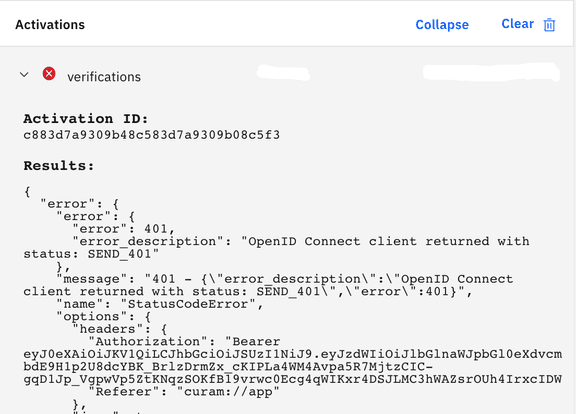 Activations
Collapse
Clear
verifications
Activation ID:
c883d7a9309b48c583d7a9309b08c5f3
Results:
{
"error": {
"error": {
"error": 401,
"error_description": "OpenID Connect client returned with
status: SEND_401"
},
"message": "401 - {\"error_description\":\"OpenID Connect
client returned with status: SEND_401\",\"error\":401}",
"name": "StatusCodeError",
"options": {
"headers": {
"Authorization": "Bearer
eyJ0eXAiOiJKV1QiLCJhbGciOiJSUzI1NiJ9.eyJzdWIiOiJlbGlnaWJpbGl0eXdvcm
bdE9H1p2U8dcYBK_BrlzDrmZx_cKIPLa4WM4Avpa5R7MjtzCIC-
gqD1Jp_VgpwVp5ZtKNqzSOKfB19vrwc0Ecg4qWIKxr4DSJLMC3hWAZsrOUh4IrxcIDW
"Referer": "curam://app"
},